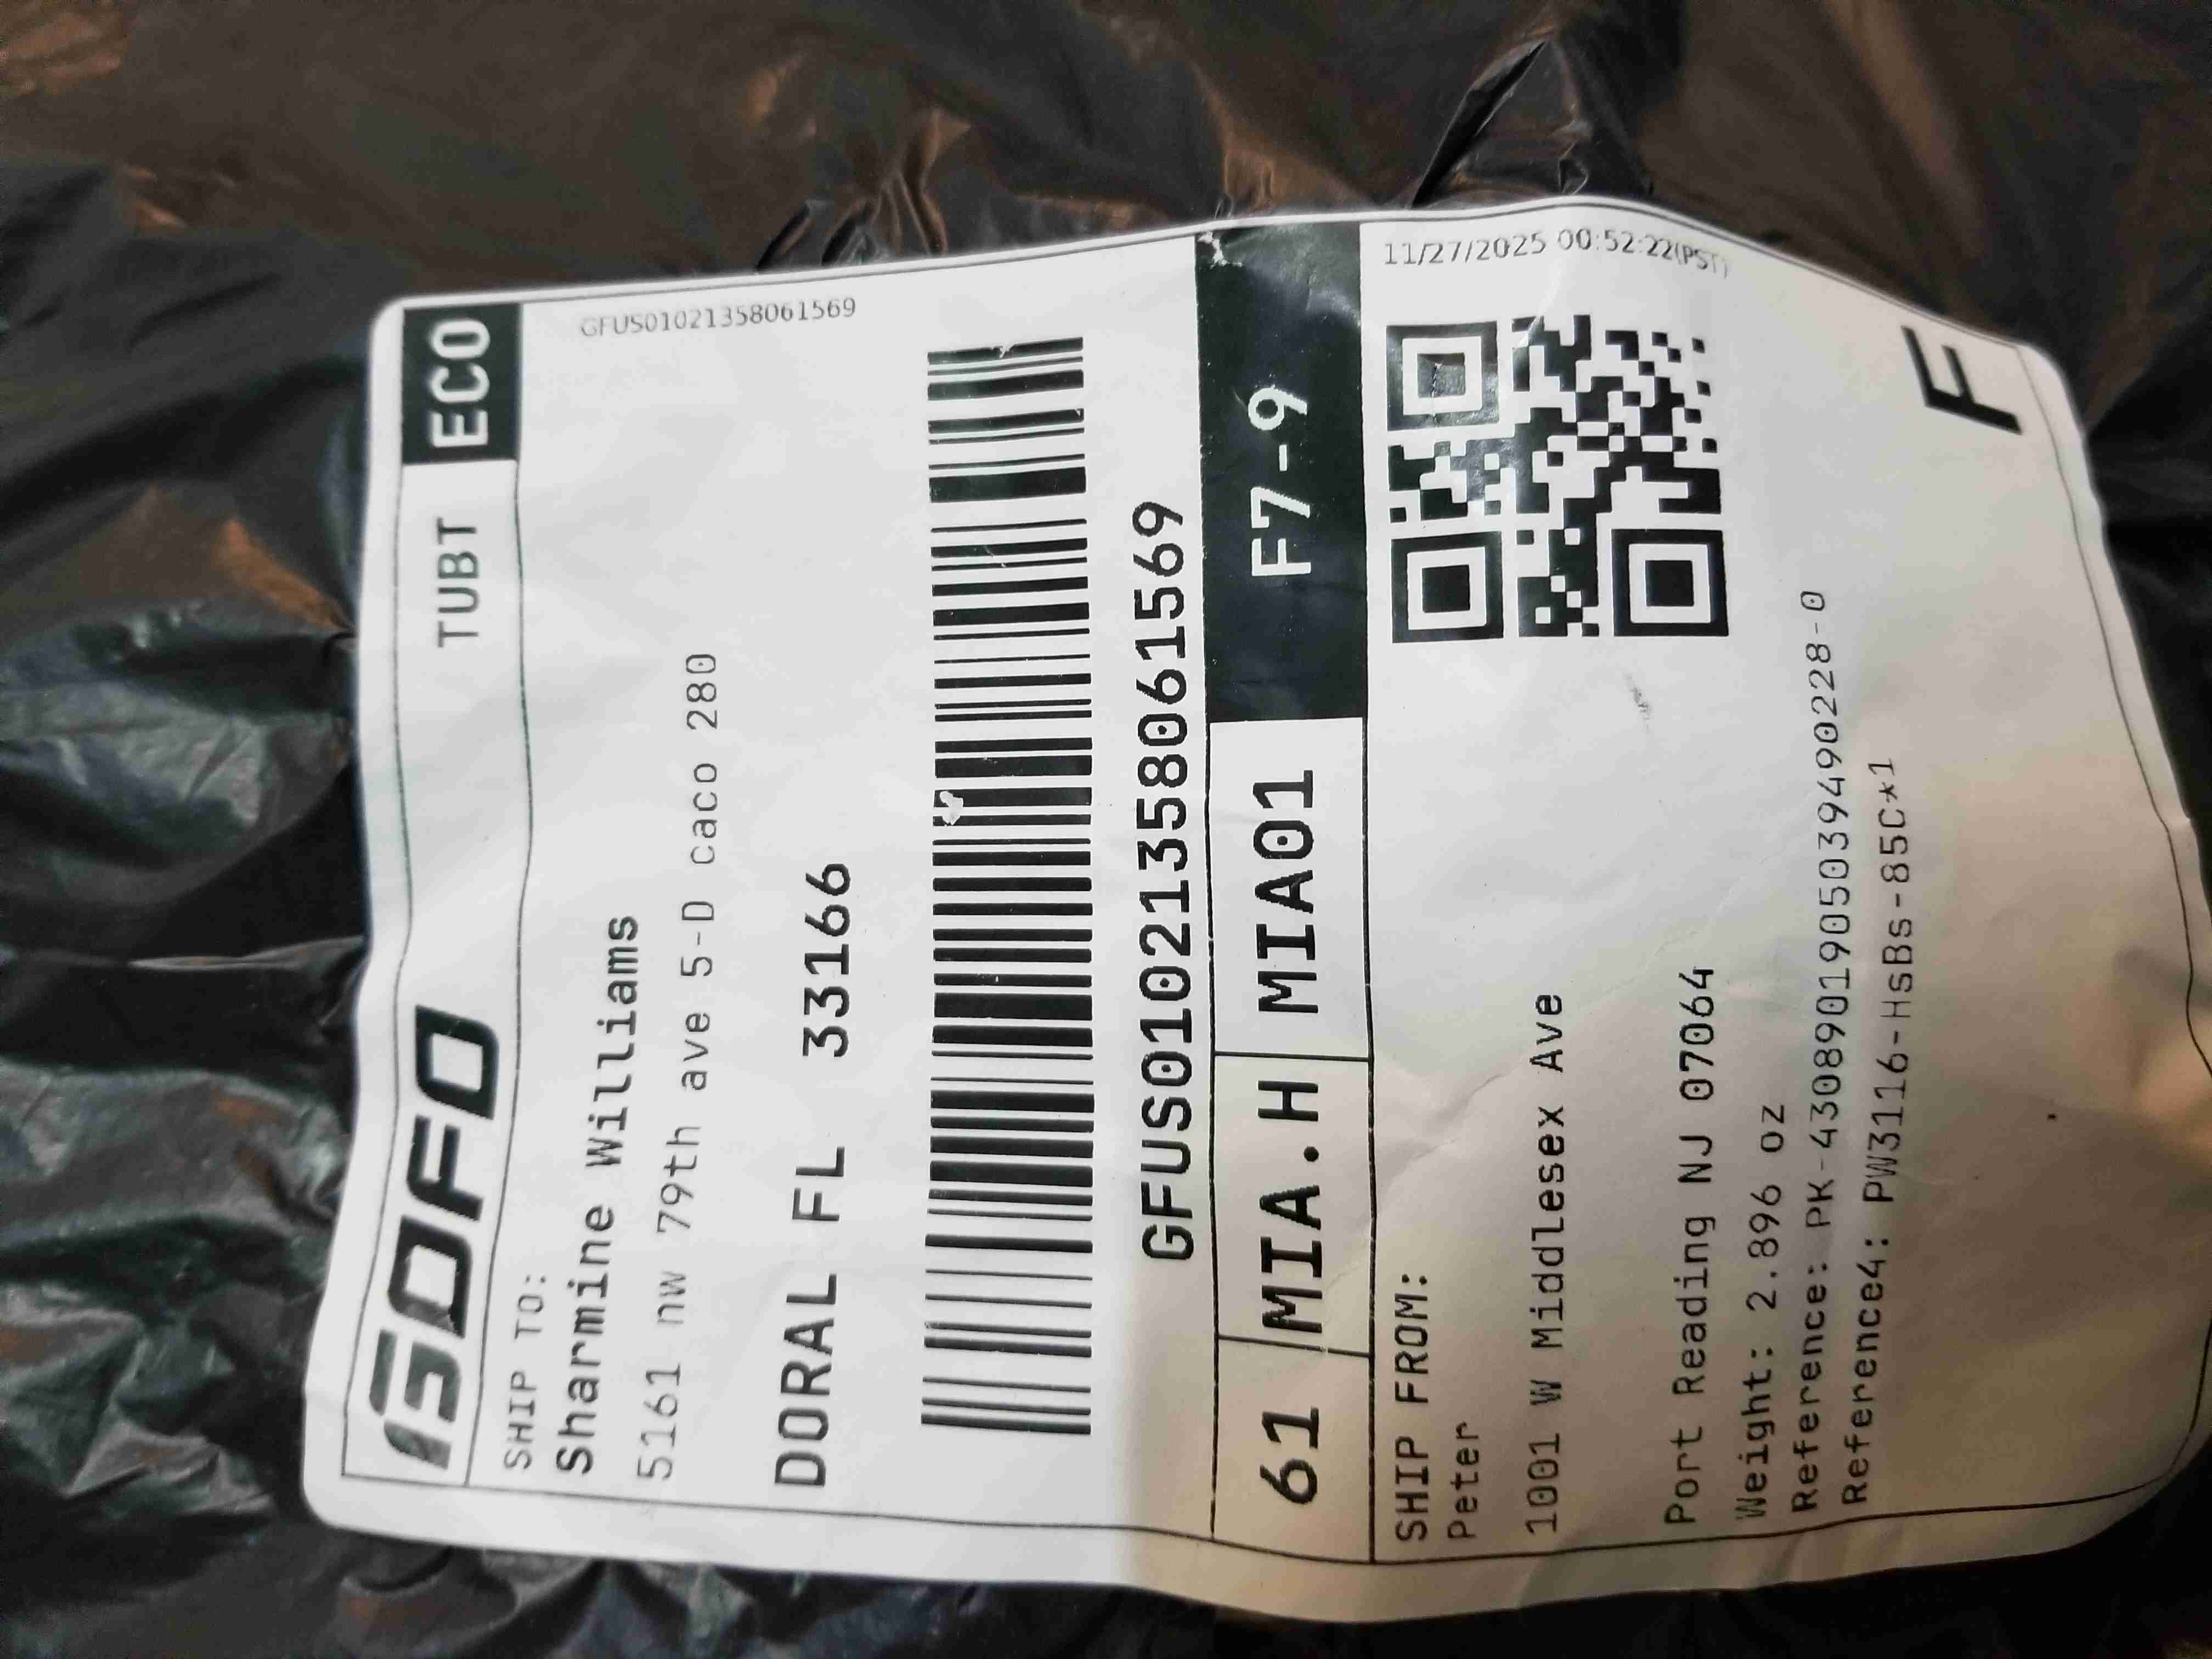 GOFO
TUBT
ECO
SHIP TO:
Sharmine Williams
5161 nw 79th ave 5-D caco 280
GFUS01021358061569
DORAL FL 33166
GFUS01021358061569
61 MIA.H MIA01 F7-9
SHIP FROM:
Peter
11/27/2025 00:52:22(PST)
1001 W Middlesex Ave
Port Reading NJ 07064
Weight: 2.896 oz
Reference: PK-4308901905039490228-0
Reference4: PW3116-HsBs-85C*1
F